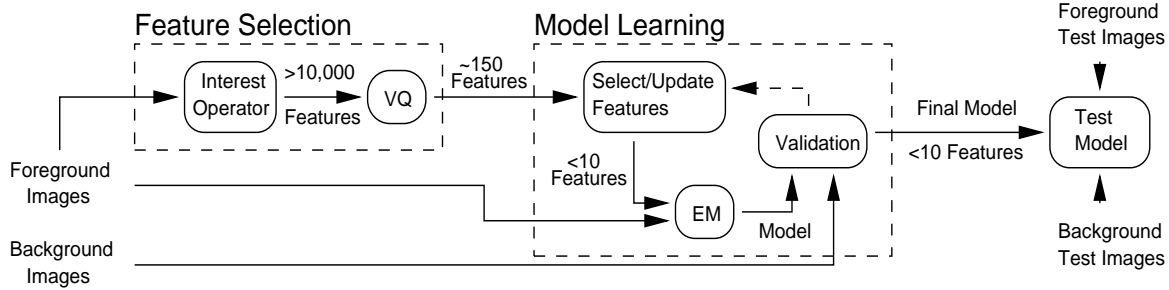 Feature Selection
Interest
Operator
>10,000
Features
VQ
~150
Features
Model Learning
Select/Update
Features
<10
Features
EM
Model
Validation
Final Model
<10 Features
Foreground
Test Images
Test
Model
Background
Test Images
Foreground
Images
Background
Images